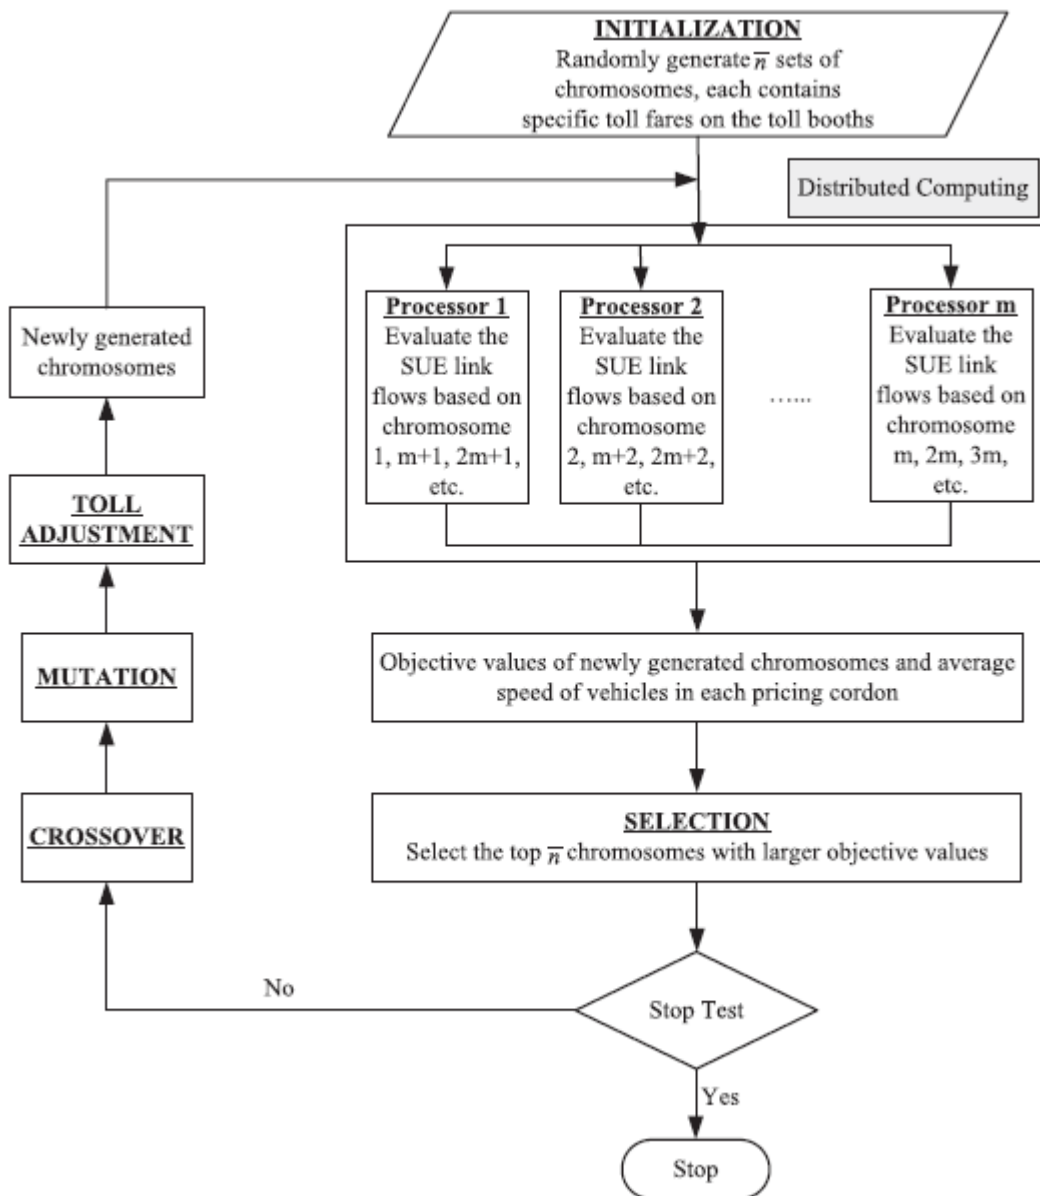 INITIALIZATION
Randomly generate n̅ sets of
chromosomes, each contains
specific toll fares on the toll booths
Distributed Computing
Processor 1
Evaluate the
SUE link
flows based on
chromosome
1, m+1, 2m+1,
etc.
Processor 2
Evaluate the
SUE link
flows based on
chromosome
2, m+2, 2m+2,
etc.
......
Processor m
Evaluate the
SUE link
flows based on
chromosome
m, 2m, 3m,
etc.
Objective values of newly generated chromosomes and average
speed of vehicles in each pricing cordon
SELECTION
Select the top n̅ chromosomes with larger objective values
Stop Test
No
Yes
Stop
CROSSOVER
MUTATION
TOLL
ADJUSTMENT
Newly generated
chromosomes